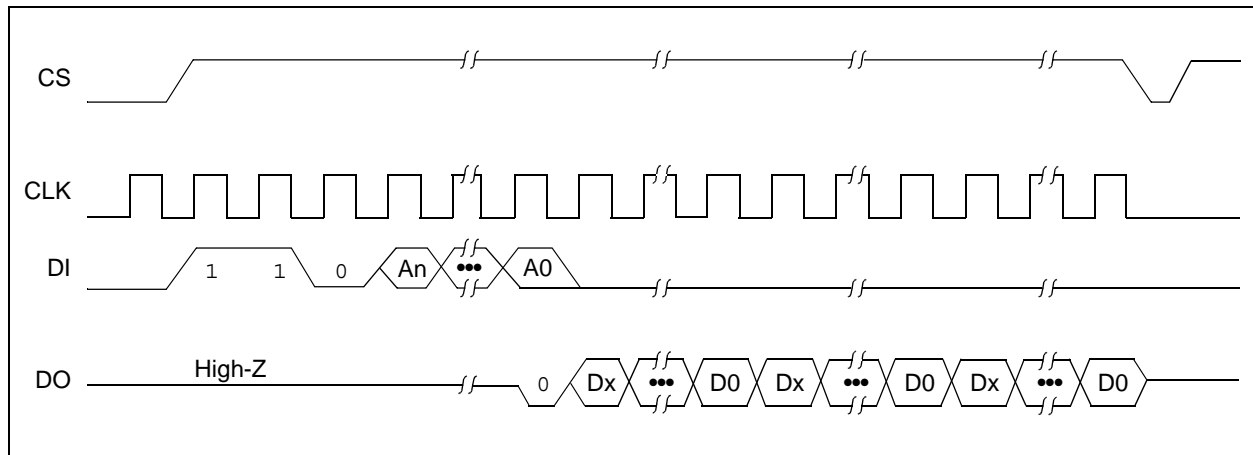 CS
CLK
DI 1 1 0 An ••• A0
High-Z
DO 0 Dx ••• D0 Dx ••• D0 Dx ••• D0